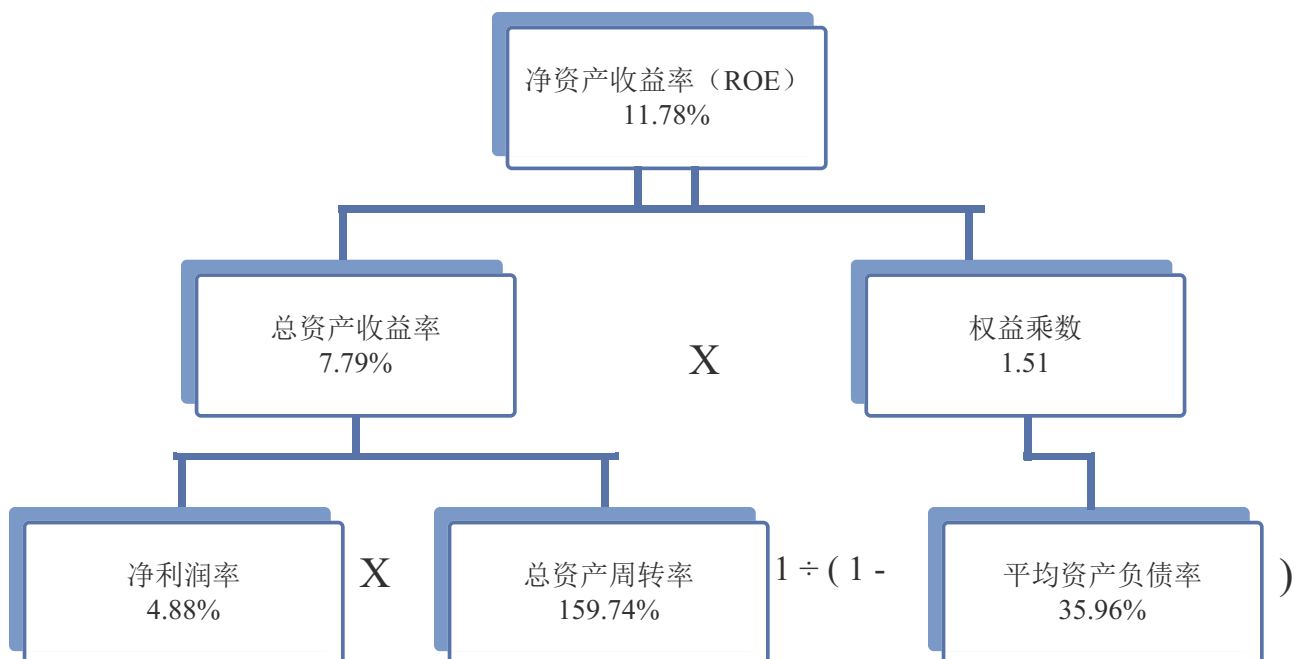 净资产收益率（ROE）
11.78%
总资产收益率
7.79%
X
权益乘数
1.51
净利润率
4.88%
X
总资产周转率
159.74%
1 ÷ ( 1 -
平均资产负债率
35.96%
)